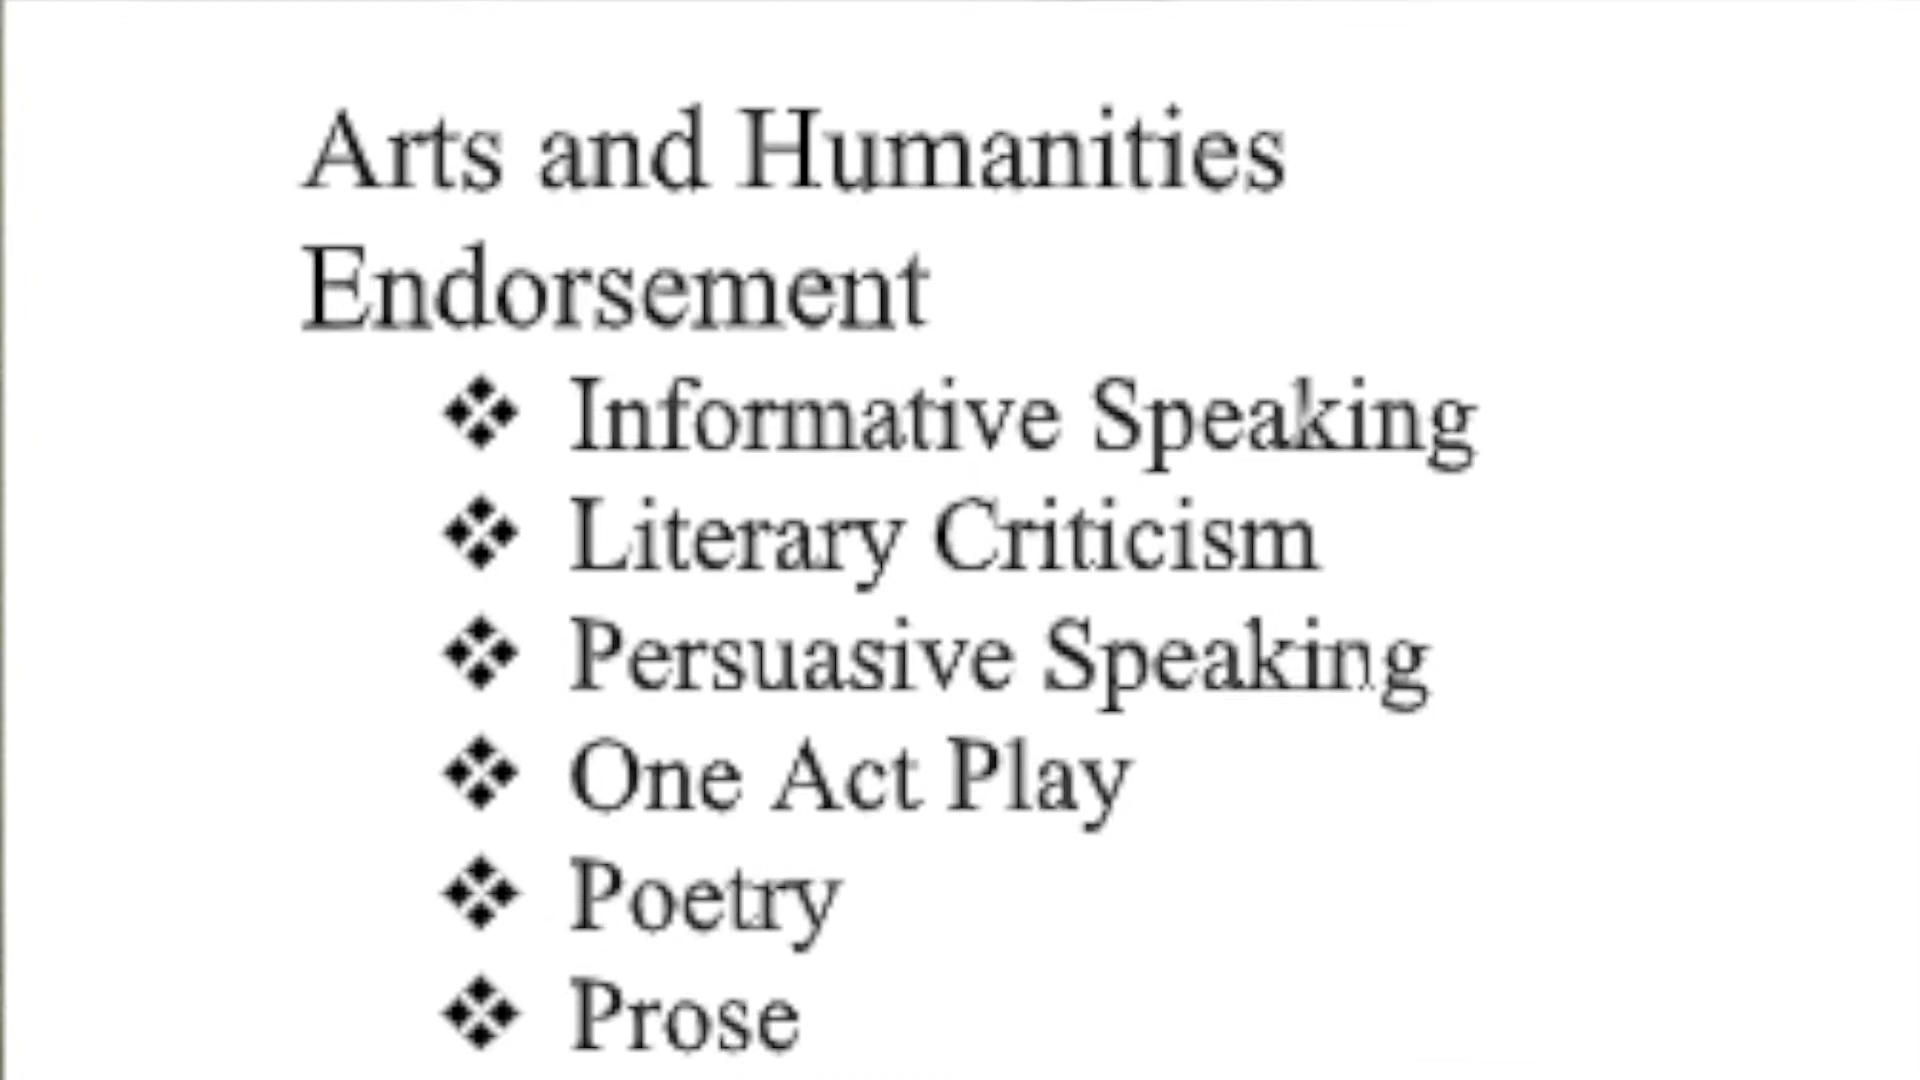 Arts and Humanities
Endorsement
❖ Informative Speaking
❖ Literary Criticism
❖ Persuasive Speaking
❖ One Act Play
❖ Poetry
❖ Prose